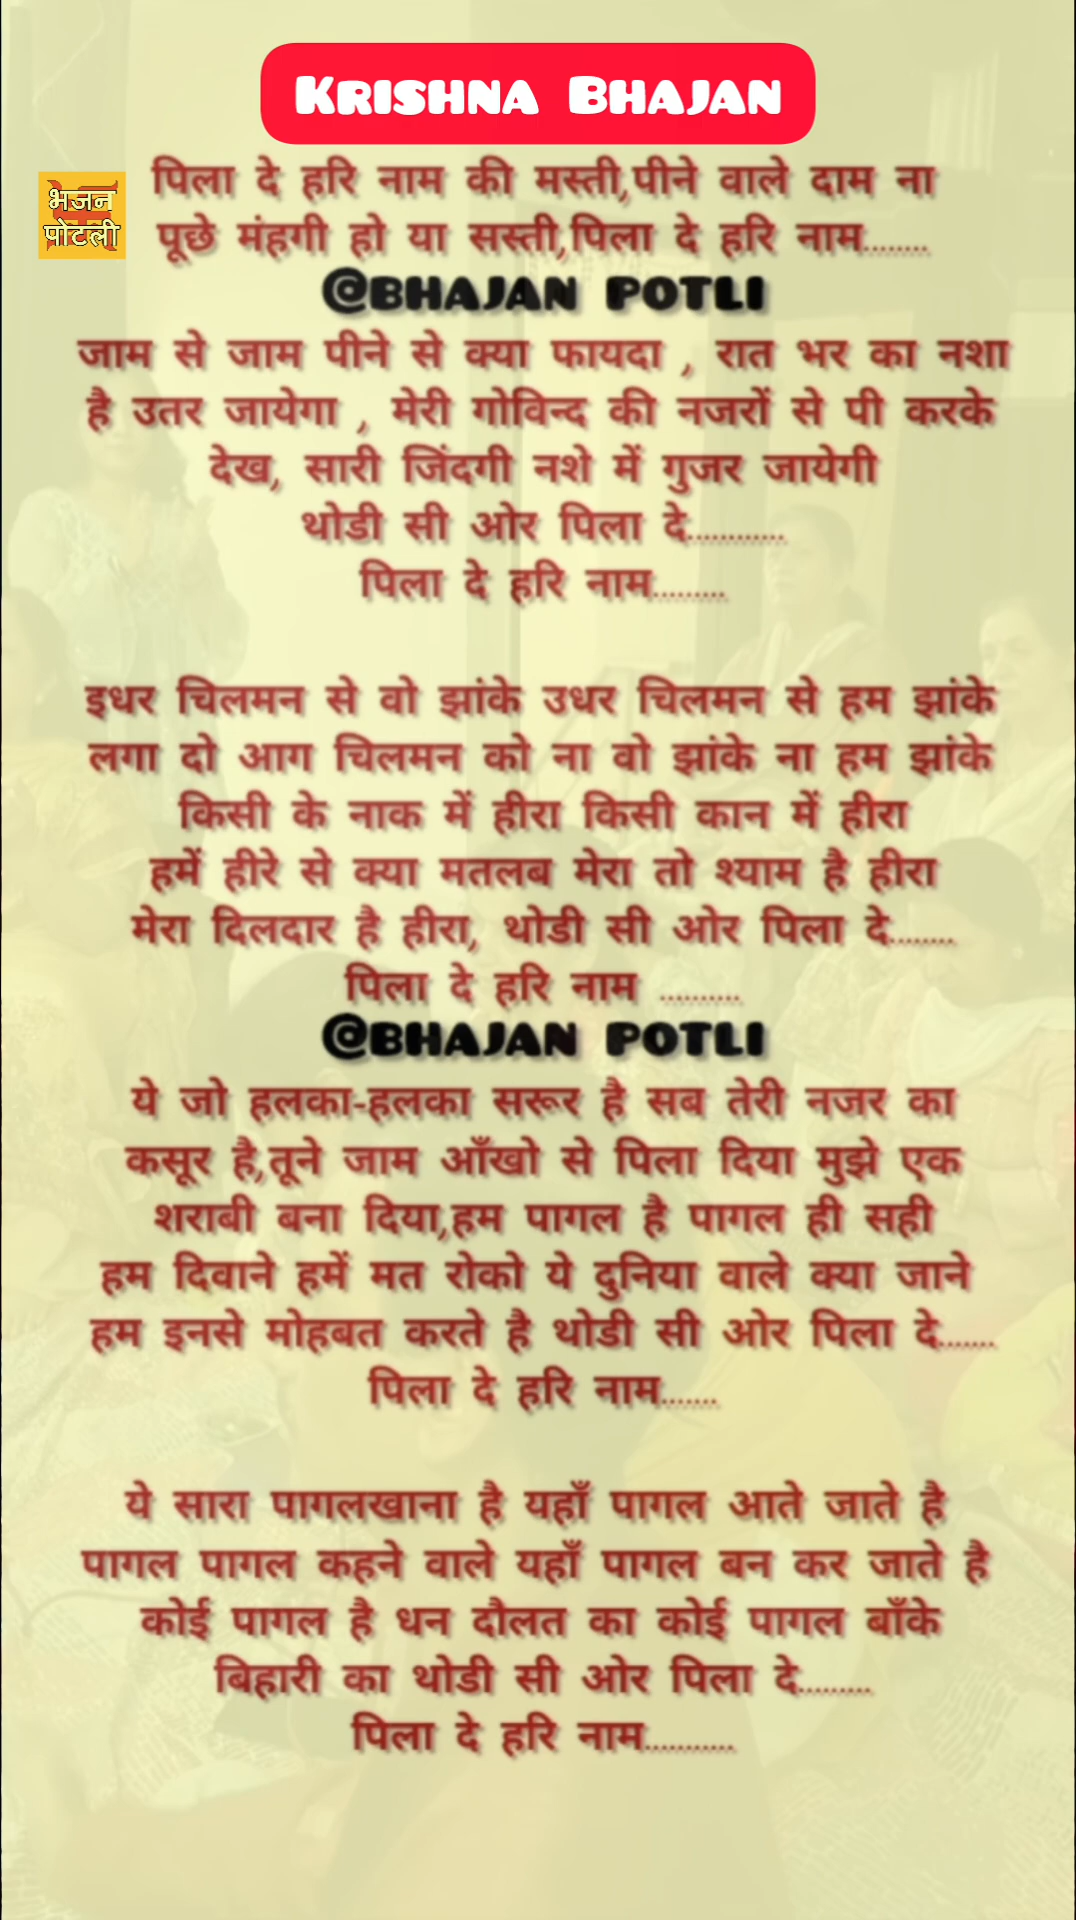 KRISHNA BHAJAN
भजन
पोटली
पिला दे हरि नाम की मस्ती,पीने वाले दाम ना
पूछे मंहगी हो या सस्ती,पिला दे हरि नाम........
@BHAJAN POTLI
जाम से जाम पीने से क्या फायदा , रात भर का नशा
है उतर जायेगा , मेरी गोविन्द की नजरों से पी करके
देख, सारी जिंदगी नशे में गुजर जायेगी
थोडी सी ओर पिला दे............
पिला दे हरि नाम.........
इधर चिलमन से वो झांके उधर चिलमन से हम झांके
लगा दो आग चिलमन को ना वो झांके ना हम झांके
किसी के नाक में हीरा किसी कान में हीरा
हमें हीरे से क्या मतलब मेरा तो श्याम है हीरा
मेरा दिलदार है हीरा, थोडी सी ओर पिला दे........
पिला दे हरि नाम ..........
@BHAJAN POTLI
ये जो हलका-हलका सरूर है सब तेरी नजर का
कसूर है,तूने जाम आँखो से पिला दिया मुझे एक
शराबी बना दिया,हम पागल है पागल ही सही
हम दिवाने हमें मत रोको ये दुनिया वाले क्या जाने
हम इनसे मोहबत करते है थोडी सी ओर पिला दे.......
पिला दे हरि नाम.......
ये सारा पागलखाना है यहाँ पागल आते जाते है
पागल पागल कहने वाले यहाँ पागल बन कर जाते है
कोई पागल है धन दौलत का कोई पागल बाँके
बिहारी का थोडी सी ओर पिला दे.........
पिला दे हरि नाम...........